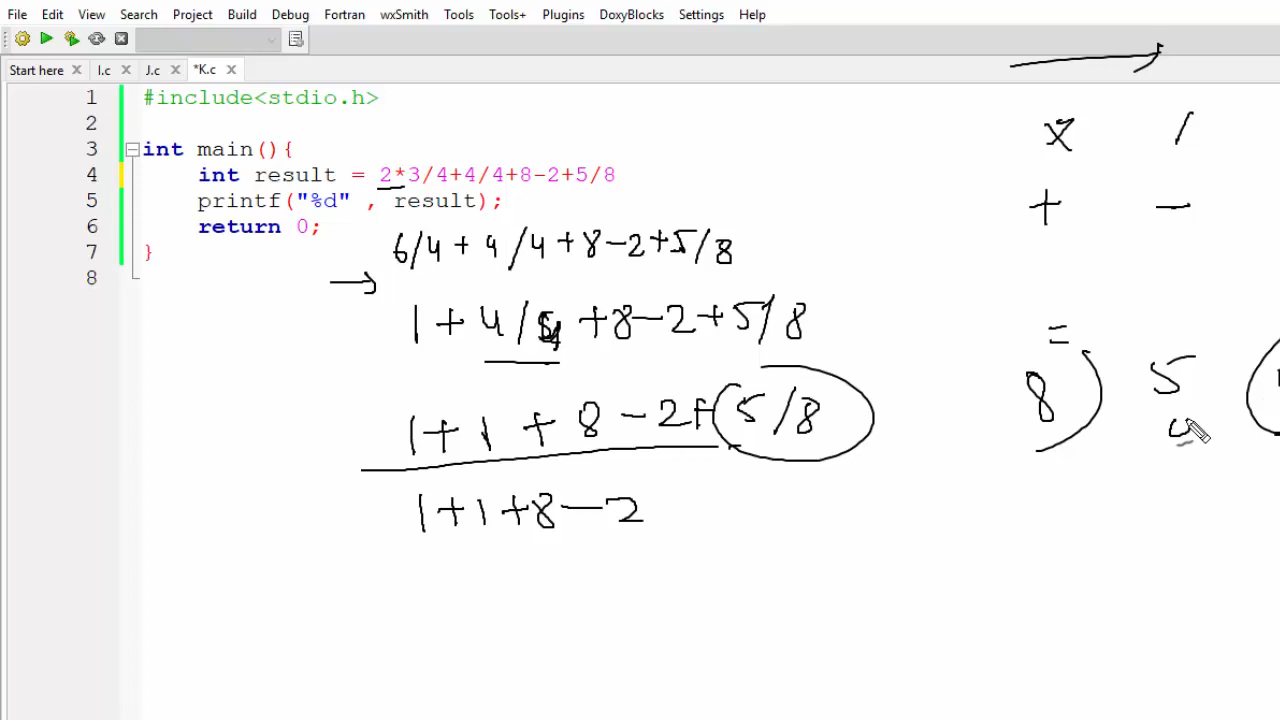 File Edit View Search Project Build Debug Fortran wxSmith Tools Tools+ Plugins DoxyBlocks Settings Help
Start here I.c J.c *K.c
1 #include<stdio.h>
2
3 int main(){
4 int result = 2*3/4+4/4+8-2+5/8
5 printf("%d" , result);
6 return 0;
7 }
8
x /
+ -
6/4 + 4/4 + 8-2+5/8
1 + 4/4 + 8-2+5/8
=
8) 5
1 + 1 + 8 - 2 + 5/8
1 + 1 + 8 - 2